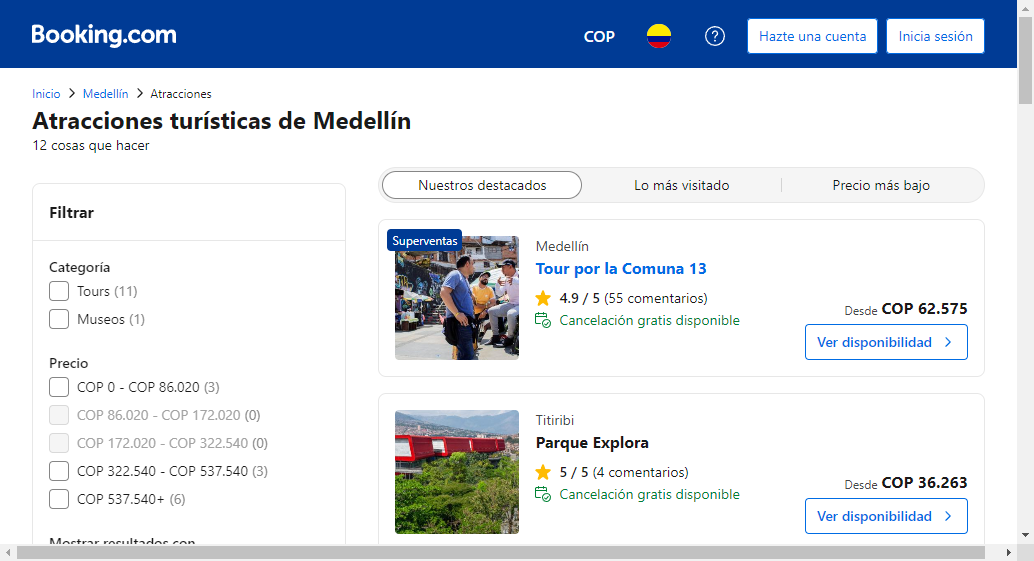 Booking.com
COP
?
Hazte una cuenta
Inicia sesión
Inicio > Medellín > Atracciones
Atracciones turísticas de Medellín
12 cosas que hacer
Filtrar
Categoría
Tours (11)
Museos (1)
Precio
COP 0 - COP 86.020 (3)
COP 86.020 - COP 172.020 (0)
COP 172.020 - COP 322.540 (0)
COP 322.540 - COP 537.540 (3)
COP 537.540+ (6)
Mostrar resultados con
Nuestros destacados
Lo más visitado
Precio más bajo
Superventas
Medellín
Tour por la Comuna 13
4.9 / 5 (55 comentarios)
Cancelación gratis disponible
Desde COP 62.575
Ver disponibilidad
Titiribi
Parque Explora
5 / 5 (4 comentarios)
Cancelación gratis disponible
Desde COP 36.263
Ver disponibilidad